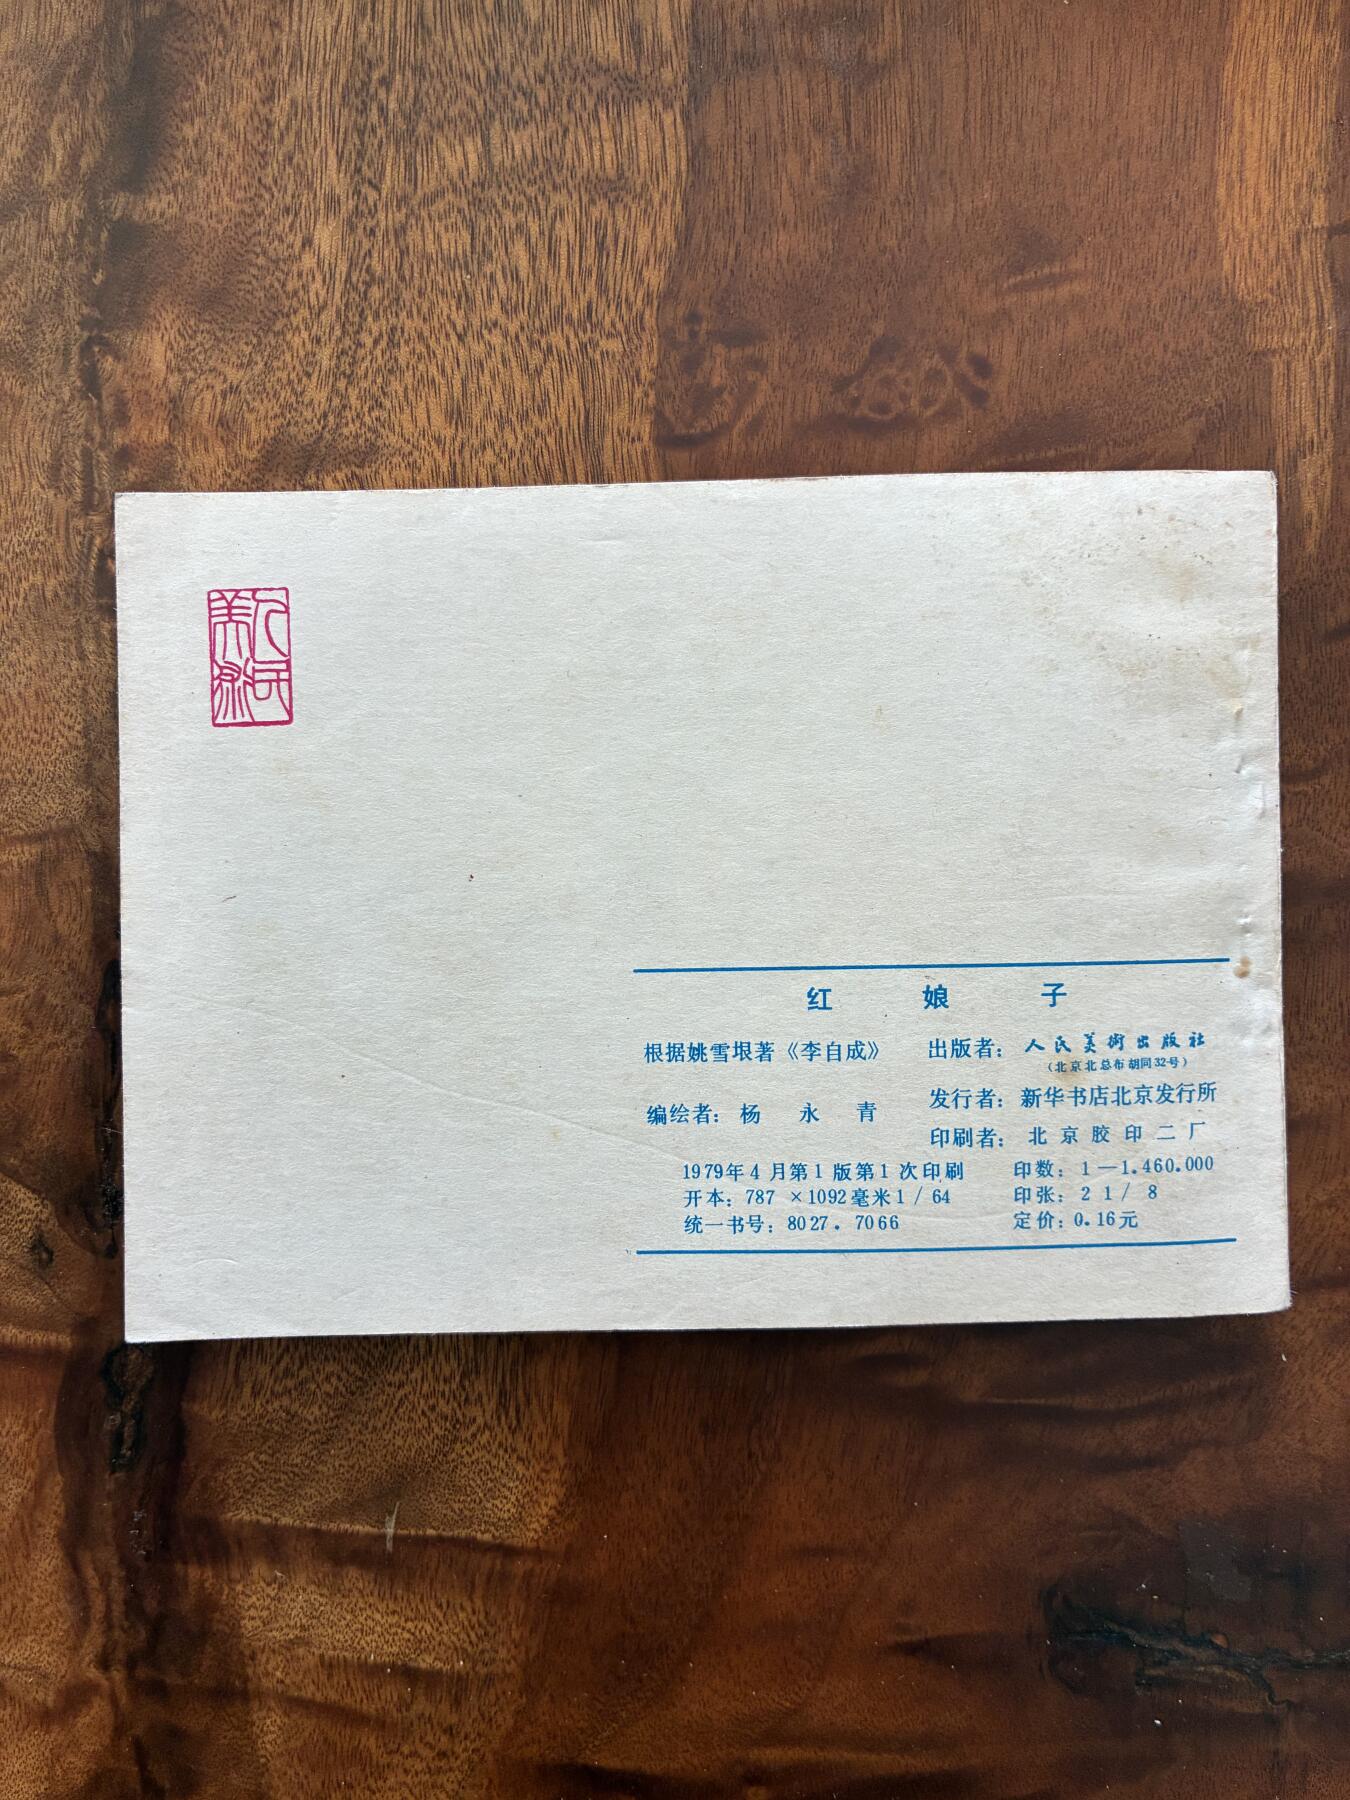 人民
美术
红娘子
根据姚雪垠著《李自成》
编绘者：杨永青
出版者：人民美術出版社
（北京北总布胡同32号）
发行者：新华书店北京发行所
印刷者：北京胶印二厂
1979年4月第1版第1次印刷
印数：1—1.460.000
开本：787×1092毫米1/64
印张：2 1/8
统一书号：8027.7066
定价：0.16元